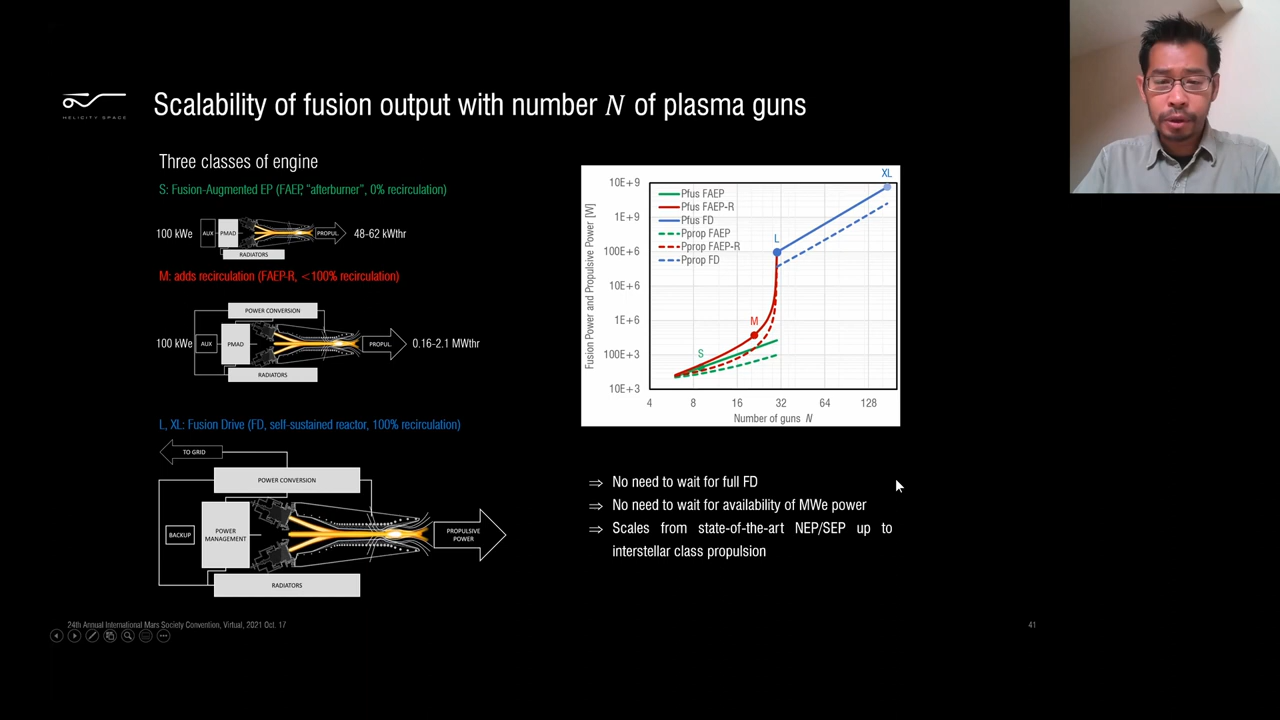 HELICITY SPACE
Scalability of fusion output with number N of plasma guns
Three classes of engine
S: Fusion-Augmented EP (FAEP, "afterburner", 0% recirculation)
100 kWe
AUX
PMAD
PROPUL.
48-62 kWthr
RADIATORS
M: adds recirculation (FAEP-R, <100% recirculation)
POWER CONVERSION
100 kWe
AUX
PMAD
PROPUL.
0.16-2.1 MWthr
RADIATORS
L, XL: Fusion Drive (FD, self-sustained reactor, 100% recirculation)
TO GRID
POWER CONVERSION
BACKUP
POWER
MANAGEMENT
PROPULSIVE
POWER
RADIATORS
XL
Fusion Power and Propulsive Power [W]
10E+9
1E+9
100E+6
10E+6
1E+6
100E+3
10E+3
Pfus FAEP
Pfus FAEP-R
Pfus FD
Pprop FAEP
Pprop FAEP-R
Pprop FD
L
M
S
4 8 16 32 64 128
Number of guns N
⇒ No need to wait for full FD
⇒ No need to wait for availability of MWe power
⇒ Scales from state-of-the-art NEP/SEP up to
interstellar class propulsion
24th Annual International Mars Society Convention, Virtual, 2021 Oct. 17
41